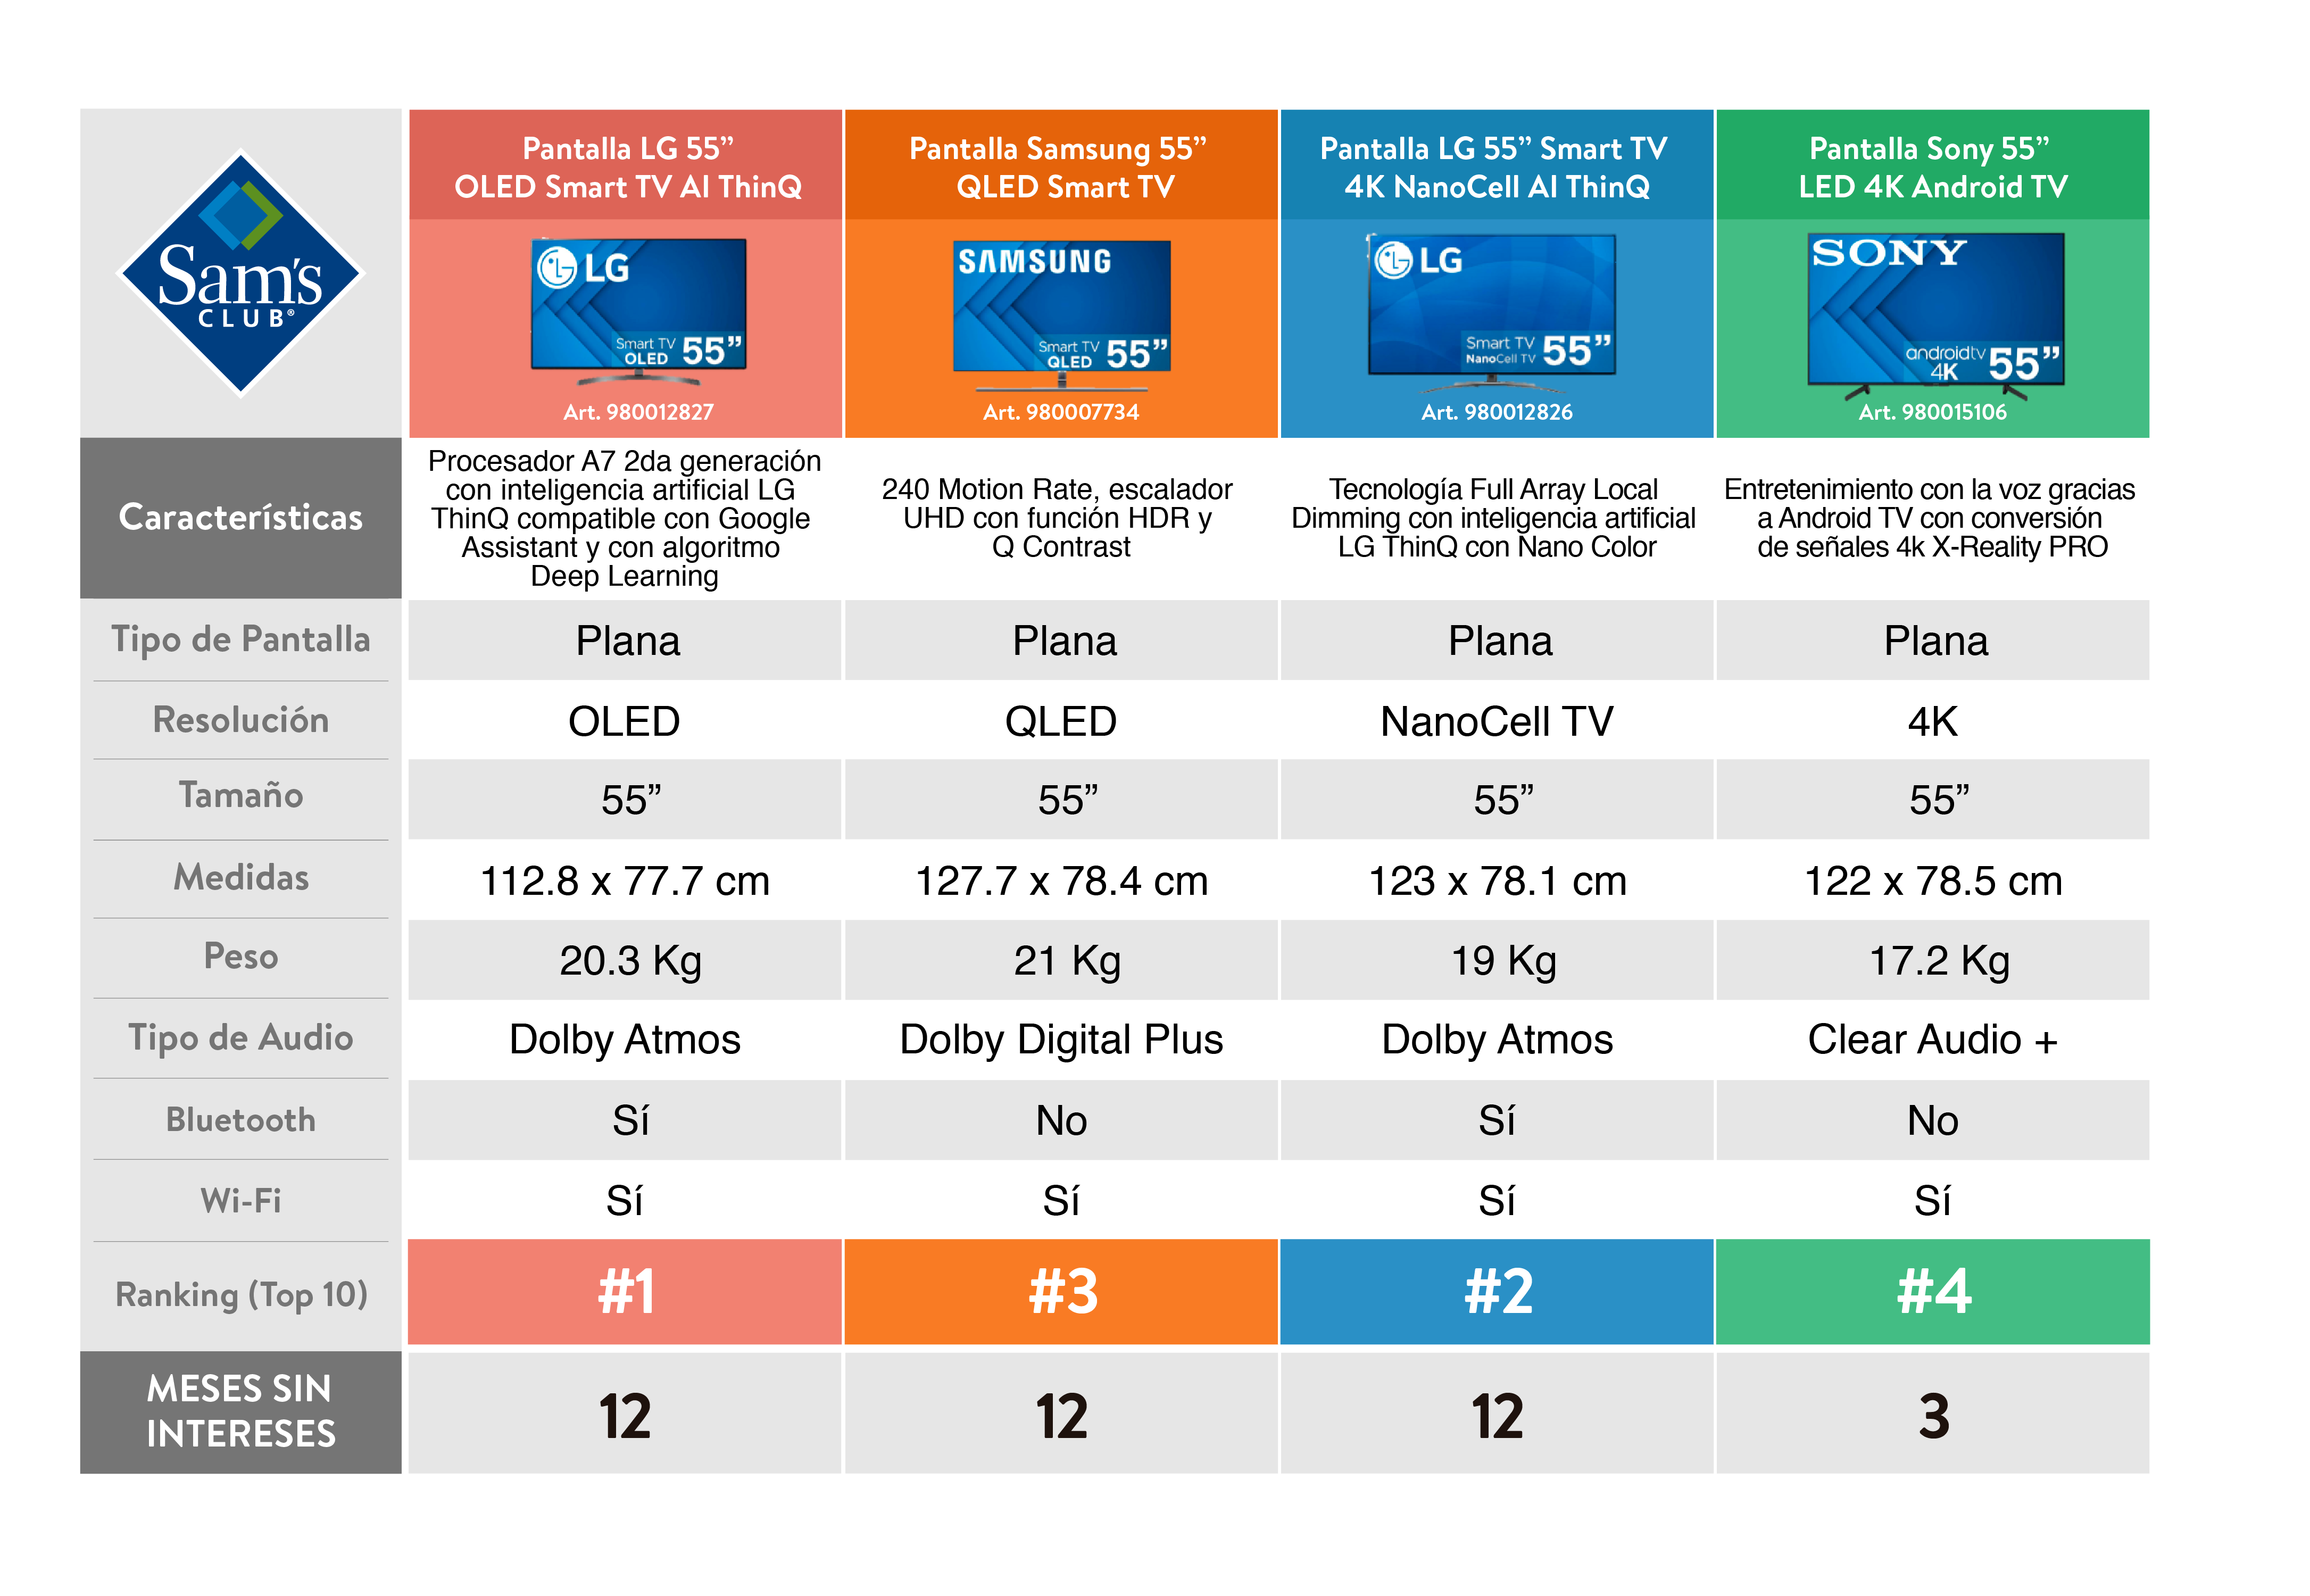 Sam's
CLUB®
Pantalla LG 55”
OLED Smart TV AI ThinQ
LG
Smart TV
OLED 55”
Art. 980012827
Pantalla Samsung 55”
QLED Smart TV
SAMSUNG
Smart TV
QLED 55”
Art. 980007734
Pantalla LG 55” Smart TV
4K NanoCell AI ThinQ
LG
Smart TV
NanoCell TV 55”
Art. 980012826
Pantalla Sony 55”
LED 4K Android TV
SONY
androidtv
4K 55”
Art. 980015106
Características
Procesador A7 2da generación
con inteligencia artificial LG
ThinQ compatible con Google
Assistant y con algoritmo
Deep Learning
240 Motion Rate, escalador
UHD con función HDR y
Q Contrast
Tecnología Full Array Local
Dimming con inteligencia artificial
LG ThinQ con Nano Color
Entretenimiento con la voz gracias
a Android TV con conversión
de señales 4k X-Reality PRO
Tipo de Pantalla Plana Plana Plana Plana
Resolución OLED QLED NanoCell TV 4K
Tamaño 55” 55” 55” 55”
Medidas 112.8 x 77.7 cm 127.7 x 78.4 cm 123 x 78.1 cm 122 x 78.5 cm
Peso 20.3 Kg 21 Kg 19 Kg 17.2 Kg
Tipo de Audio Dolby Atmos Dolby Digital Plus Dolby Atmos Clear Audio +
Bluetooth Sí No Sí No
Wi-Fi Sí Sí Sí Sí
Ranking (Top 10) #1 #3 #2 #4
MESES SIN
INTERESES 12 12 12 3